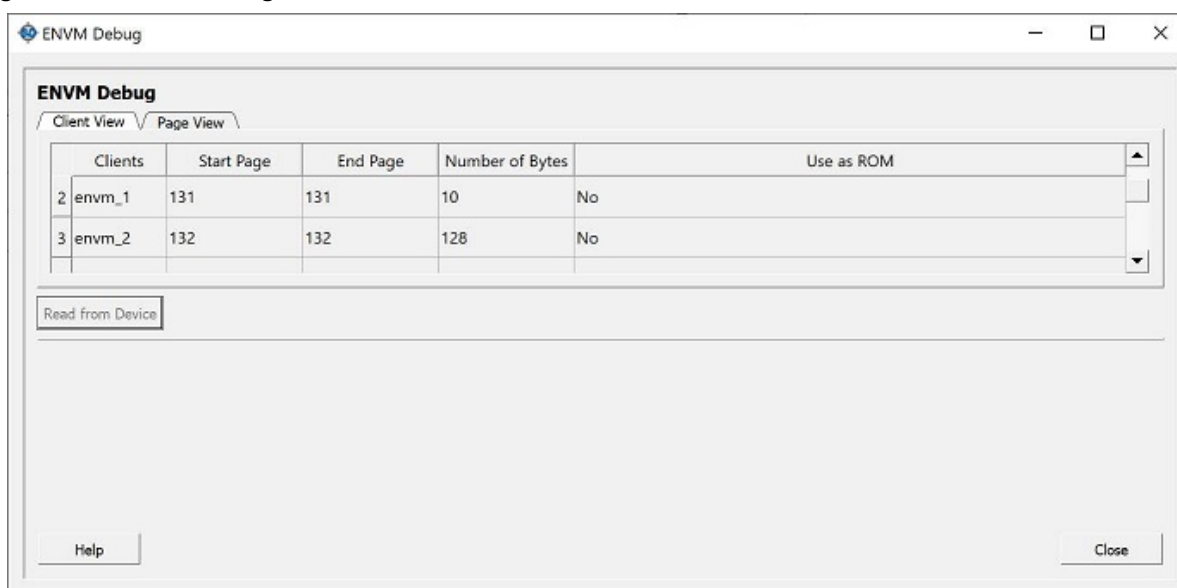 ENVM Debug
ENVM Debug
Client View Page View
Clients Start Page End Page Number of Bytes Use as ROM
2 envm_1 131 131 10 No
3 envm_2 132 132 128 No
Read from Device
Help Close